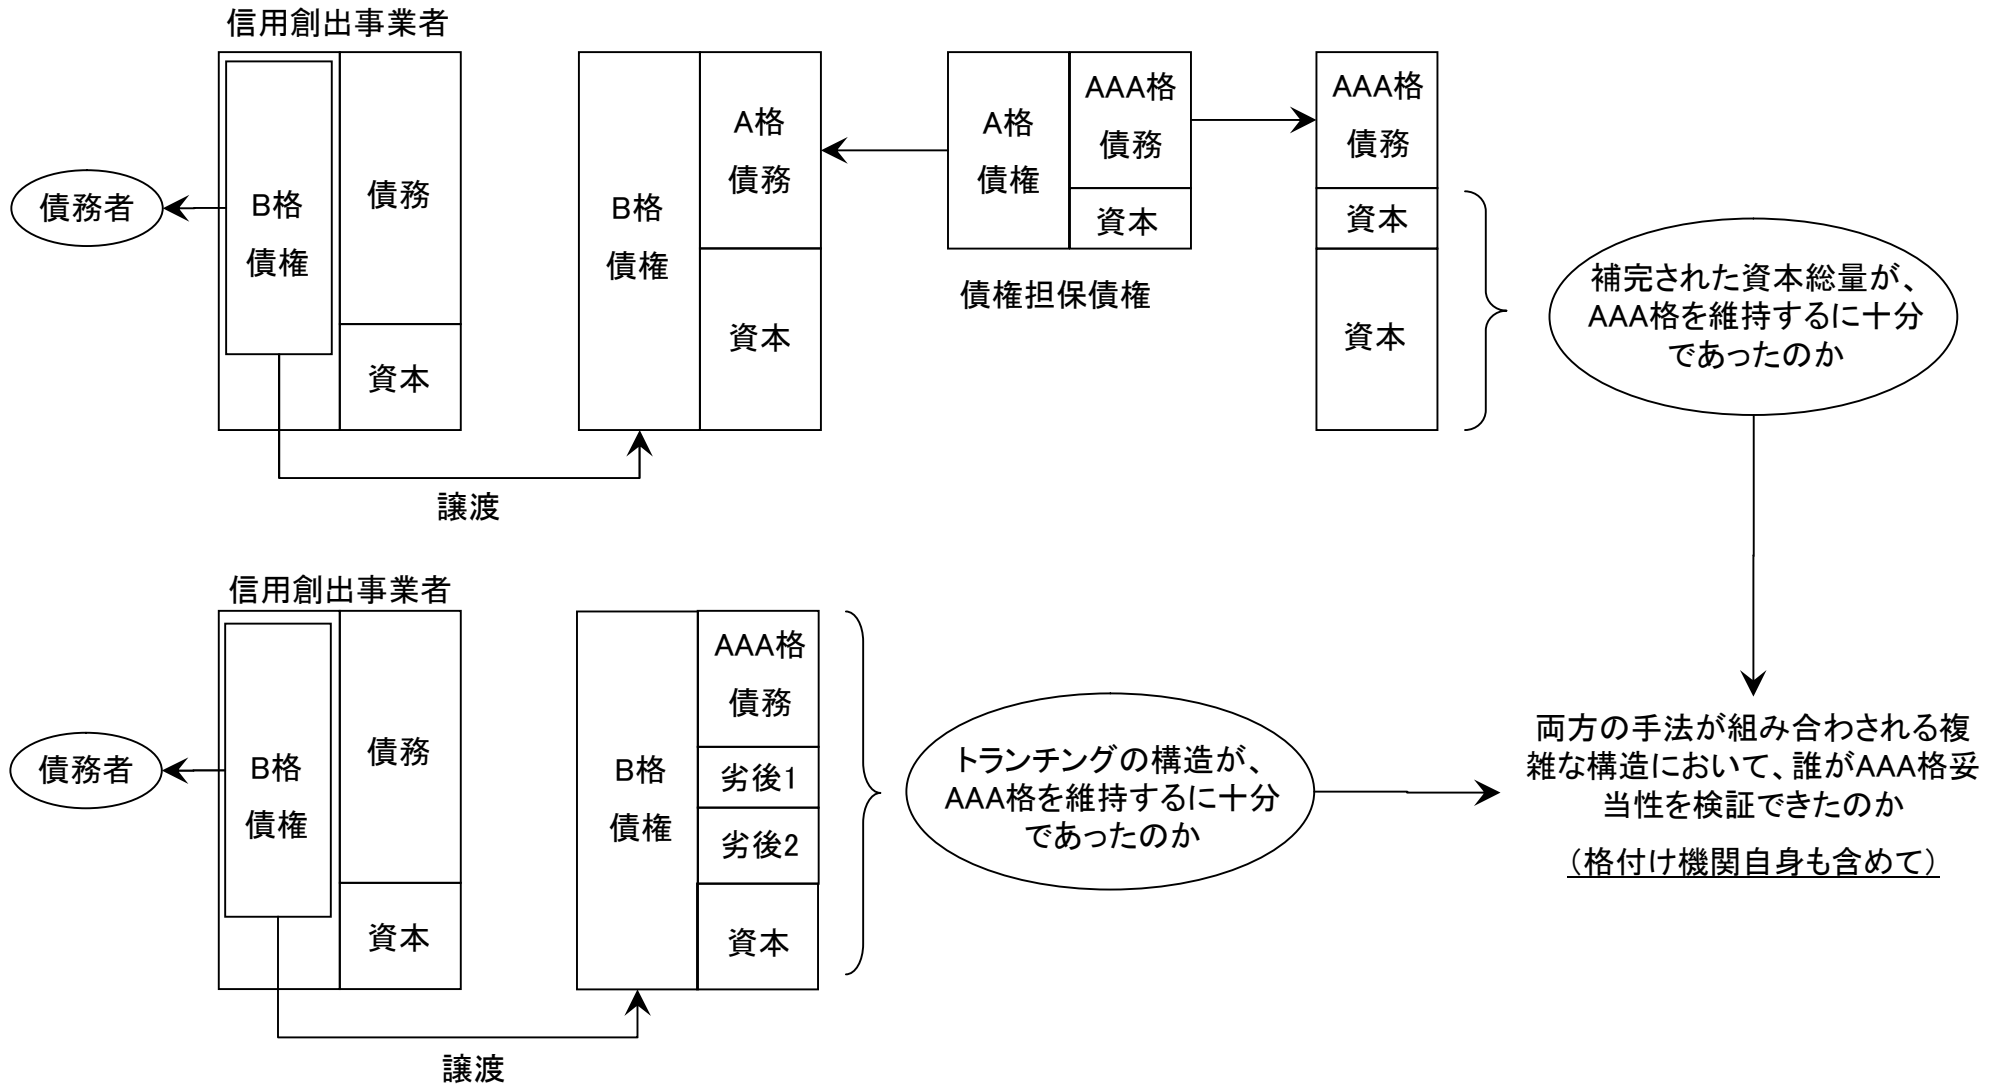 信用創出事業者
債務者
B格
債権
債務
資本
譲渡
B格
債権
A格
債務
資本
A格
債権
AAA格
債務
資本
債権担保債権
AAA格
債務
資本
資本
補完された資本総量が、
AAA格を維持するに十分
であったのか
信用創出事業者
債務者
B格
債権
債務
資本
譲渡
B格
債権
AAA格
債務
劣後1
劣後2
資本
トランチングの構造が、
AAA格を維持するに十分
であったのか
両方の手法が組み合わされる複
雑な構造において、誰がAAA格妥
当性を検証できたのか
（格付け機関自身も含めて）